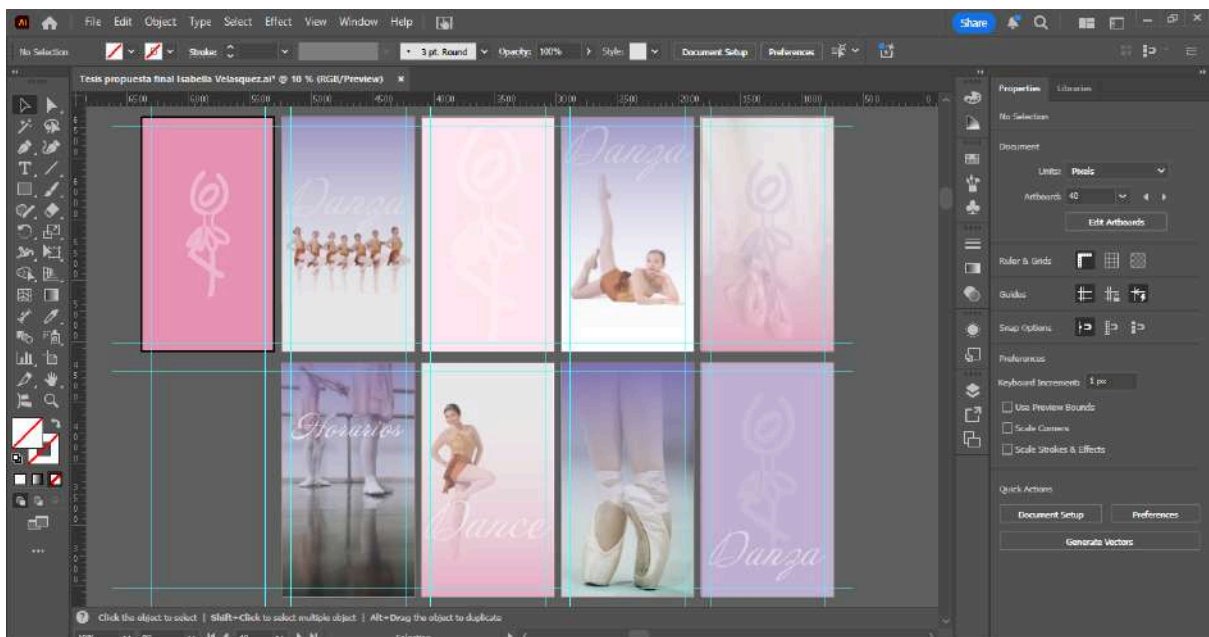 Ai File Edit Object Type Select Effect View Window Help Share
No Selection Stroke: 3 pt. Round Opacity: 100% Style: Document Setup Preferences
Tesis propuesta final Isabella Velasquez.ai* @ 10 % (RGB/Preview) ×
Properties Libraries
No Selection
Document
Units: Pixels
Artboard: 40
Edit Artboards
Ruler & Grids
Guides
Snap Options
Preferences
Keyboard Increment: 1 px
Use Preview Bounds
Scale Corners
Scale Strokes & Effects
Quick Actions
Document Setup Preferences
Generate Vectors
Danza
Danza
Horarios
Dance
Danza
Click the object to select | Shift+Click to select multiple object | Alt+Drag the object to duplicate
Selection